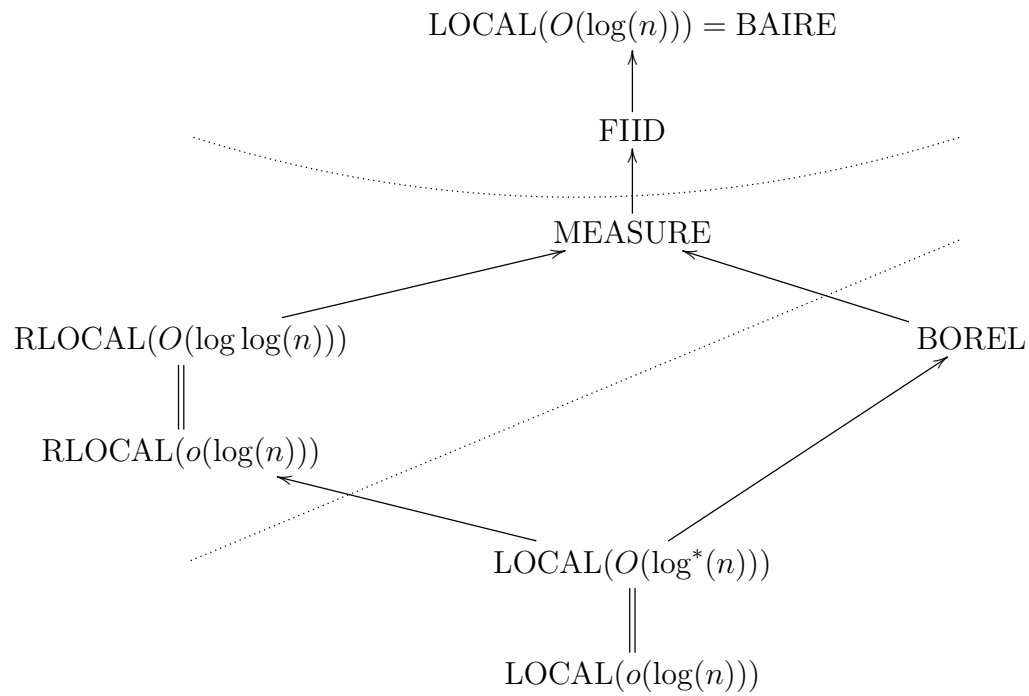 LOCAL(O(log(n))) = BAIRE
FIID
MEASURE
RLOCAL(O(log log(n)))
BOREL
RLOCAL(o(log(n)))
LOCAL(O(log*(n)))
LOCAL(o(log(n)))